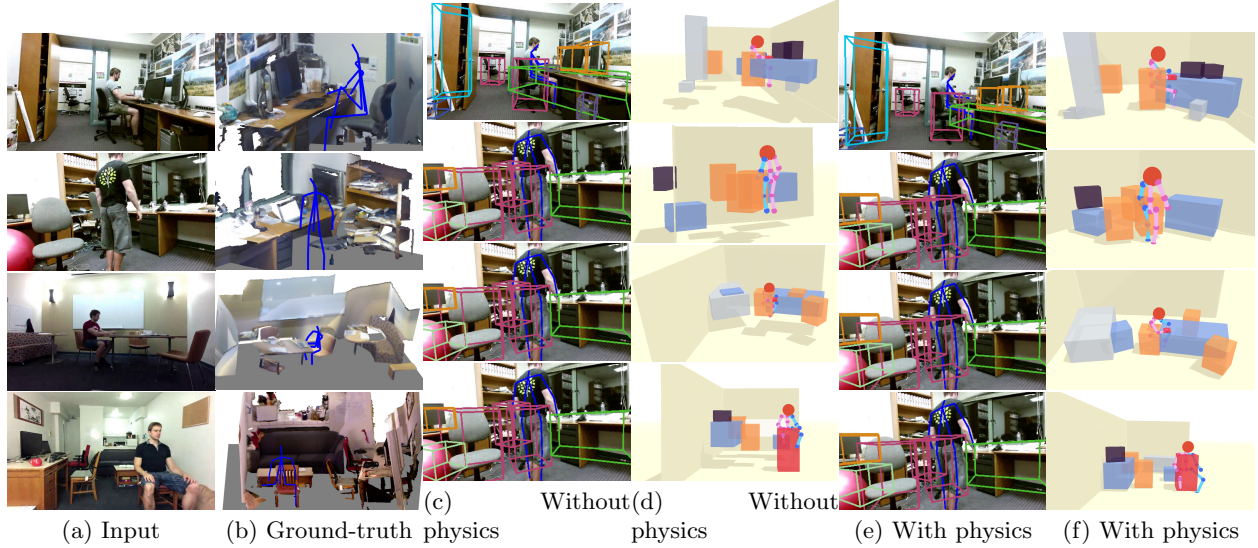 (a) Input
(b) Ground-truth
(c) Without
physics
(d) Without
physics
(e) With physics
(f) With physics